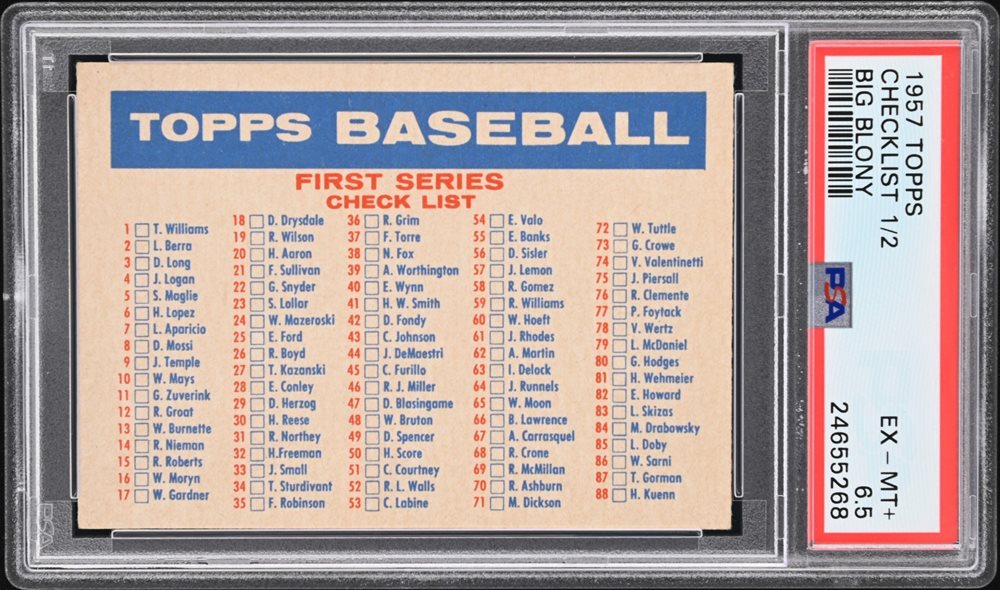 TOPPS BASEBALL
FIRST SERIES
CHECK LIST
1 T. Williams
2 L. Berra
3 D. Long
4 J. Logan
5 S. Maglie
6 H. Lopez
7 L. Aparicio
8 D. Mossi
9 J. Temple
10 W. Mays
11 G. Zuverink
12 R. Groat
13 W. Burnette
14 R. Nieman
15 R. Roberts
16 W. Moryn
17 W. Gardner
18 D. Drysdale
19 R. Wilson
20 H. Aaron
21 F. Sullivan
22 G. Snyder
23 S. Lollar
24 W. Mazeroski
25 E. Ford
26 R. Boyd
27 T. Kazanski
28 E. Conley
29 D. Herzog
30 H. Reese
31 R. Northey
32 H.Freeman
33 J. Small
34 T. Sturdivant
35 F. Robinson
36 R. Grim
37 F. Torre
38 N. Fox
39 A. Worthington
40 E. Wynn
41 H. W. Smith
42 D. Fondy
43 C. Johnson
44 J. DeMaestri
45 C. Furillo
46 R. J. Miller
47 D. Blasingame
48 W. Bruton
49 D. Spencer
50 H. Score
51 C. Courtney
52 R. L. Walls
53 C. Labine
54 E. Valo
55 E. Banks
56 D. Sisler
57 J. Lemon
58 R. Gomez
59 R. Williams
60 W. Hoeft
61 J. Rhodes
62 A. Martin
63 I. Delock
64 J. Runnels
65 W. Moon
66 B. Lawrence
67 A. Carrasquel
68 R. Crone
69 R. McMillan
70 R. Ashburn
71 M. Dickson
72 W. Tuttle
73 G. Crowe
74 V. Valentinetti
75 J. Piersall
76 R. Clemente
77 P. Foytack
78 V. Wertz
79 L. McDaniel
80 G. Hodges
81 H. Wehmeier
82 E. Howard
83 L. Skizas
84 M. Drabowsky
85 L. Doby
86 W. Sarni
87 T. Gorman
88 H. Kuenn
1957 TOPPS
CHECKLIST 1/2
BIG BLONY
PSA
EX - MT+
6.5
24655268